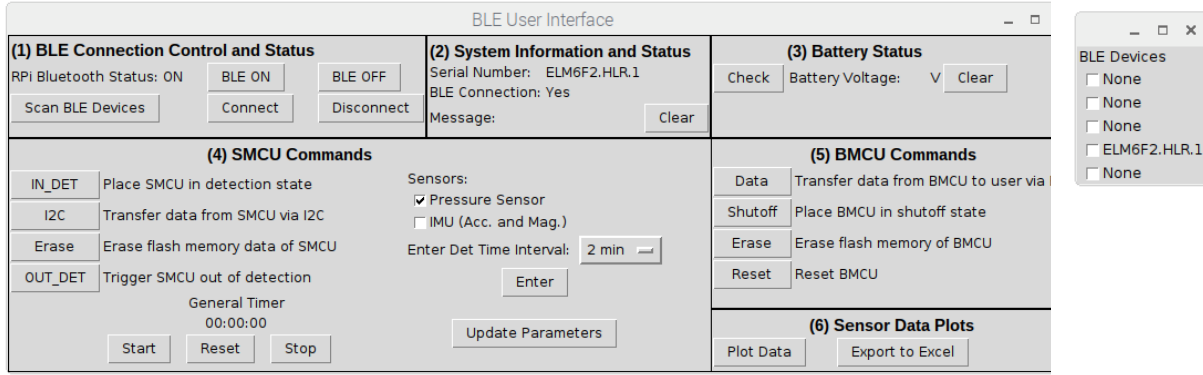 BLE User Interface
(1) BLE Connection Control and Status
RPi Bluetooth Status: ON BLE ON BLE OFF
Scan BLE Devices Connect Disconnect
(2) System Information and Status
Serial Number: ELM6F2.HLR.1
BLE Connection: Yes
Message: Clear
(3) Battery Status
Check Battery Voltage: V Clear
(4) SMCU Commands
IN_DET Place SMCU in detection state
I2C Transfer data from SMCU via I2C
Erase Erase flash memory data of SMCU
OUT_DET Trigger SMCU out of detection
General Timer
00:00:00
Start Reset Stop
Sensors:
Pressure Sensor
IMU (Acc. and Mag.)
Enter Det Time Interval: 2 min
Enter
Update Parameters
(5) BMCU Commands
Data Transfer data from BMCU to user via
Shutoff Place BMCU in shutoff state
Erase Erase flash memory of BMCU
Reset Reset BMCU
(6) Sensor Data Plots
Plot Data Export to Excel
BLE Devices
None
None
None
ELM6F2.HLR.1
None